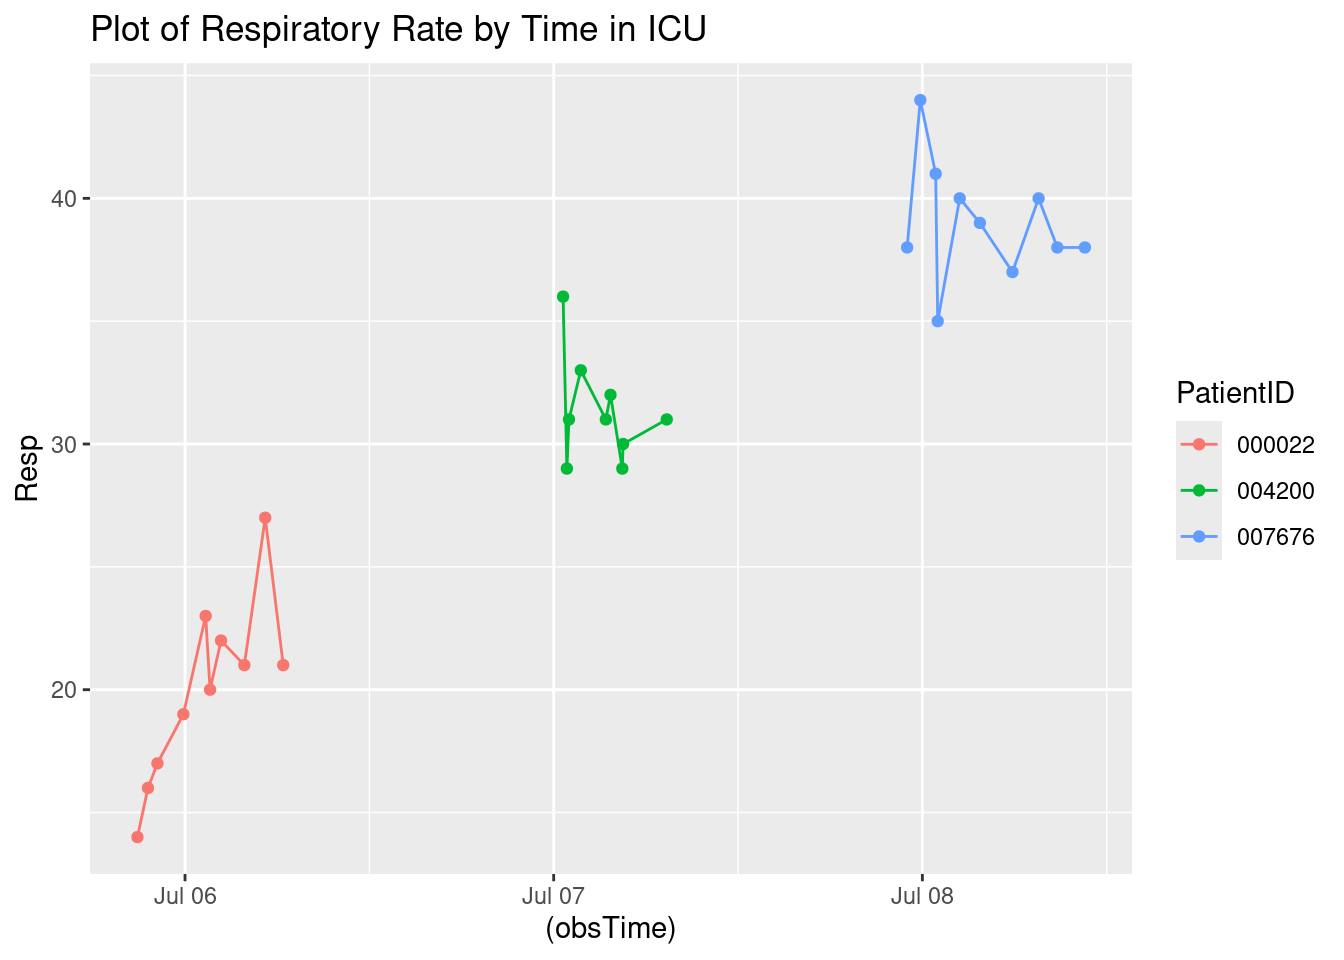 Plot of Respiratory Rate by Time in ICU
40
30
20
Resp
Jul 06
Jul 07
Jul 08
(obsTime)
PatientID
000022
004200
007676